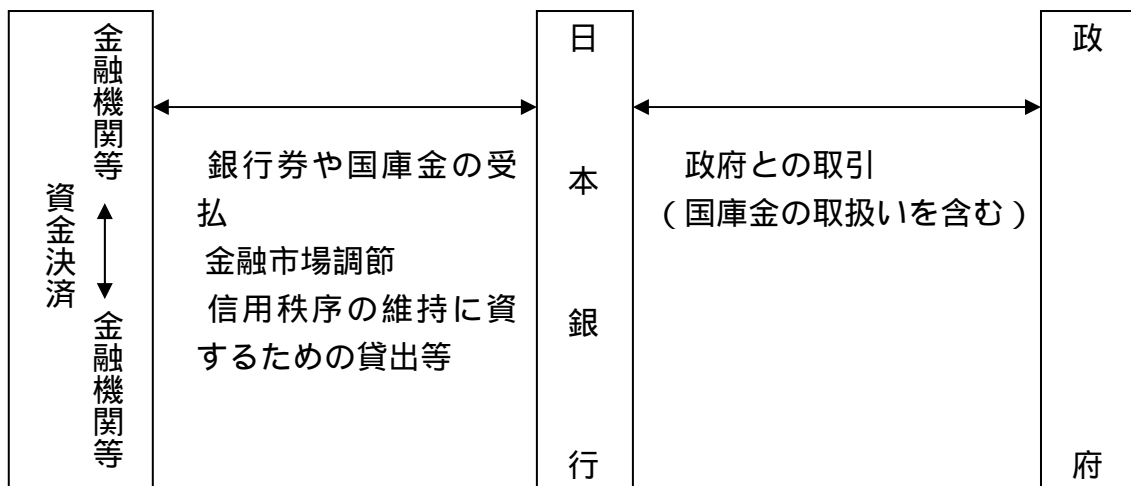 金融機関等
資金決済
金融機関等
銀行券や国庫金の受
払
金融市場調節
信用秩序の維持に資
するための貸出等
日本銀行
政府との取引
(国庫金の取扱いを含む)
政府